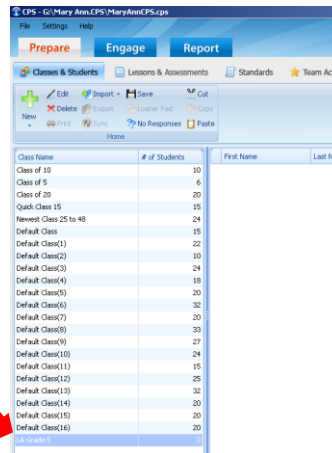 CPS - G:\Mary Ann.CPS\MaryAnnCPS.cps
File Settings Help
Prepare Engage Report
Classes & Students Lessons & Assessments Standards Team Ac
New Edit Import Save Cut
Delete Export Loaner Pad Copy
Print Sync No Responses Paste
Home
Class Name # of Students First Name Last N
Class of 10 10
Class of 5 6
Class of 20 20
Quick Class 15 15
Newest Class 25 to 48 24
Default Class 15
Default Class(1) 22
Default Class(2) 10
Default Class(3) 24
Default Class(4) 18
Default Class(5) 20
Default Class(6) 32
Default Class(7) 20
Default Class(8) 33
Default Class(9) 27
Default Class(10) 24
Default Class(11) 15
Default Class(12) 25
Default Class(13) 32
Default Class(14) 20
Default Class(15) 20
Default Class(16) 20
LA Grade 5 0